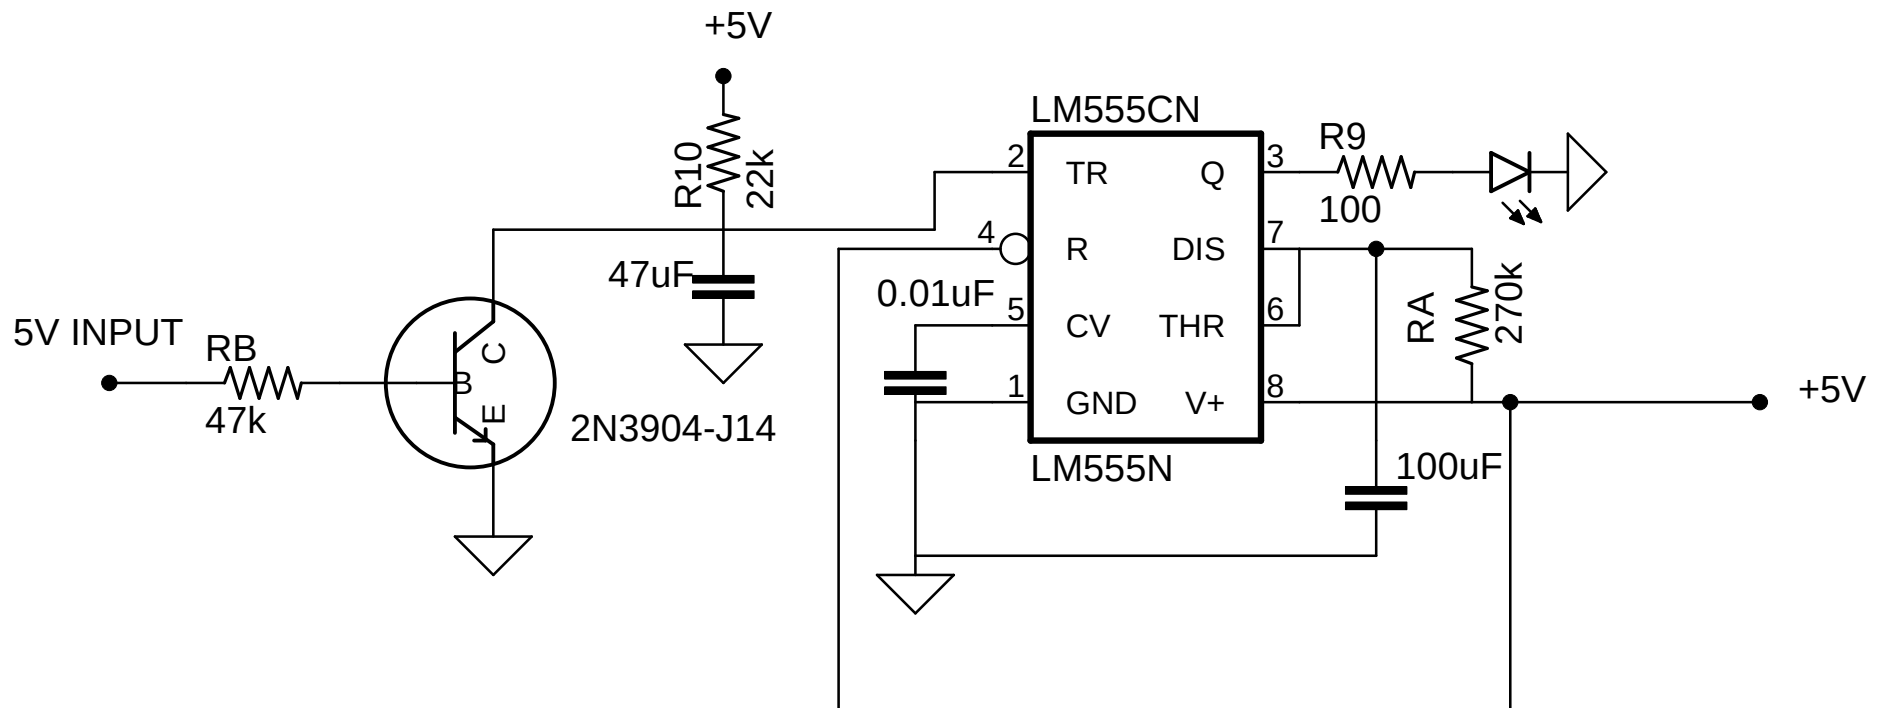 +5V
R10
22k
47uF
5V INPUT
RB
47k
B
C
E
2N3904-J14
LM555CN
2
TR
4
R
0.01uF
5
CV
1
GND
Q
3
DIS
7
THR
6
V+
8
LM555N
R9
100
RA
270k
+5V
100uF